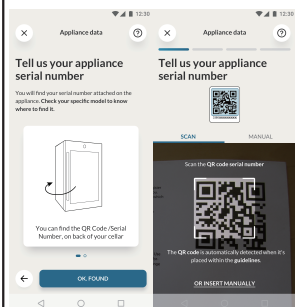 12:30
Appliance data
Tell us your appliance
serial number
You will find your serial number attached on the
appliance. Check your specific model to know
where to find it.
You can find the QR Code /Serial
Number, on back of your cellar
OK, FOUND
12:30
Appliance data
Tell us your appliance
serial number
SCAN MANUAL
Scan the QR code serial number
The QR code is automatically detected when it's
placed within the guidelines.
OR INSERT MANUALLY